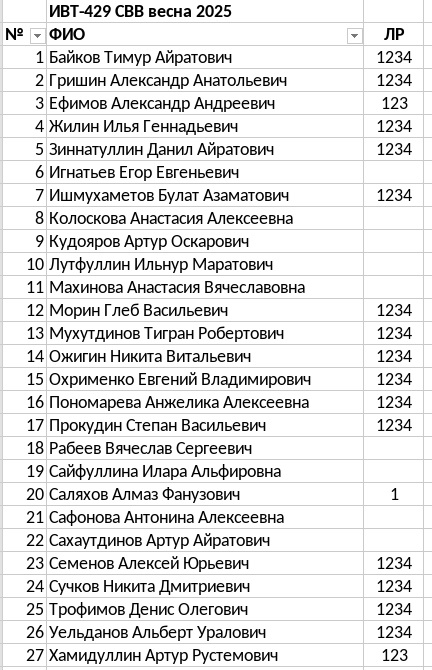 ИВТ-429 СВВ весна 2025
№ ФИО ЛР
1 Байков Тимур Айратович 1234
2 Гришин Александр Анатольевич 1234
3 Ефимов Александр Андреевич 123
4 Жилин Илья Геннадьевич 1234
5 Зиннатуллин Данил Айратович 1234
6 Игнатьев Егор Евгеньевич
7 Ишмухаметов Булат Азаматович 1234
8 Колоскова Анастасия Алексеевна
9 Кудояров Артур Оскарович
10 Лутфуллин Ильнур Маратович
11 Махинова Анастасия Вячеславовна
12 Морин Глеб Васильевич 1234
13 Мухутдинов Тигран Робертович 1234
14 Ожигин Никита Витальевич 1234
15 Охрименко Евгений Владимирович 1234
16 Пономарева Анжелика Алексеевна 1234
17 Прокудин Степан Васильевич 1234
18 Рабеев Вячеслав Сергеевич
19 Сайфуллина Илара Альфировна
20 Саляхов Алмаз Фанузович 1
21 Сафонова Антонина Алексеевна
22 Сахаутдинов Артур Айратович
23 Семенов Алексей Юрьевич 1234
24 Сучков Никита Дмитриевич 1234
25 Трофимов Денис Олегович 1234
26 Уельданов Альберт Уралович 1234
27 Хамидуллин Артур Рустемович 123